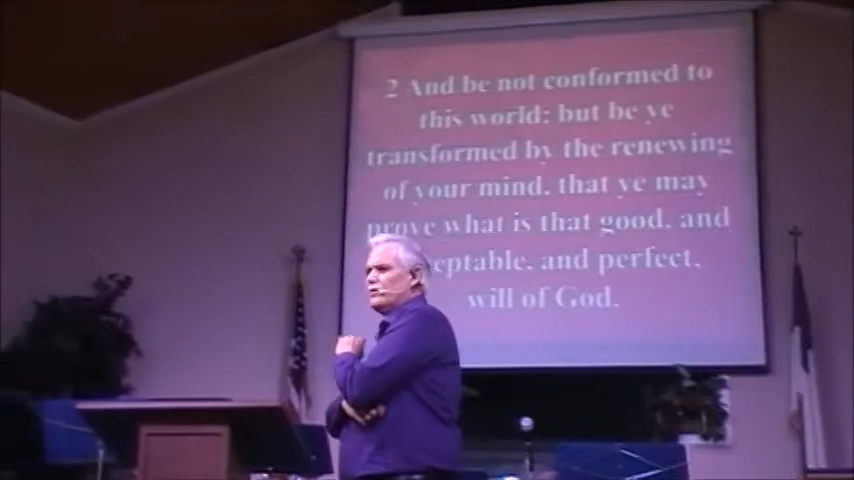 2 And be not conformed to
this world: but be ye
transformed by the renewing
of your mind, that ye may
prove what is that good, and
eptable, and perfect,
will of God.